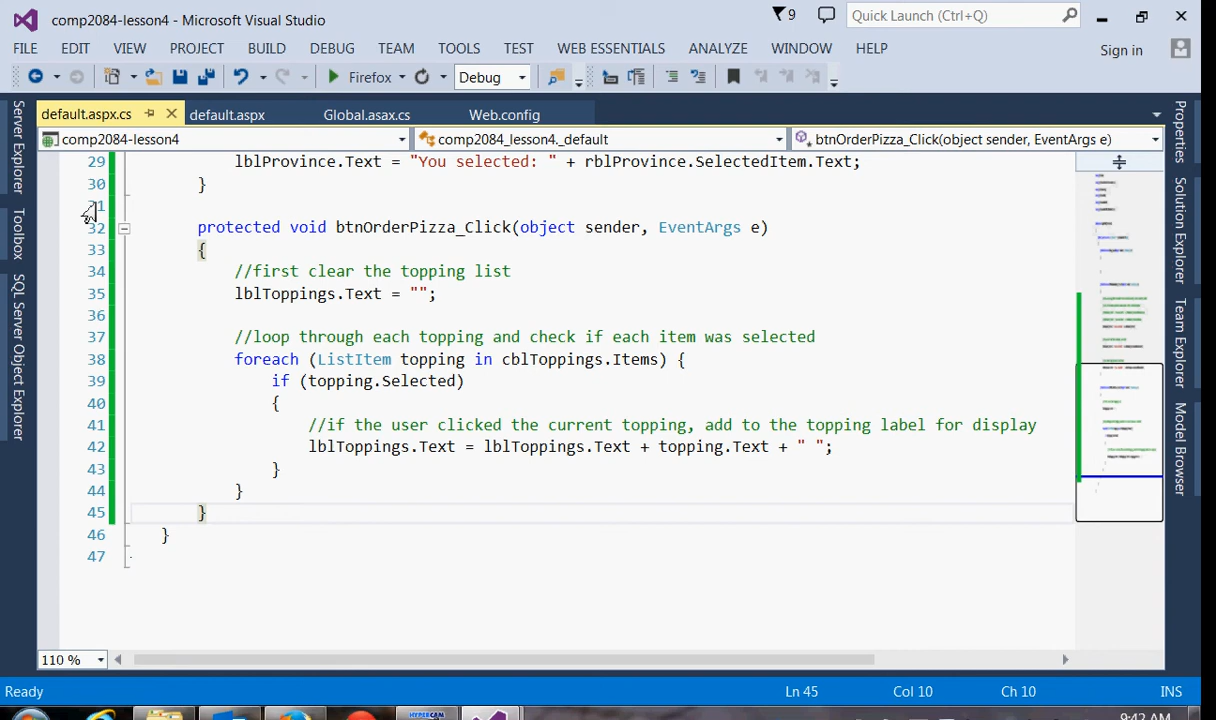 comp2084-lesson4 - Microsoft Visual Studio
9
Quick Launch (Ctrl+Q)
FILE EDIT VIEW PROJECT BUILD DEBUG TEAM TOOLS TEST WEB ESSENTIALS ANALYZE WINDOW HELP
Sign in
Firefox
Debug
default.aspx.cs default.aspx Global.asax.cs Web.config
comp2084-lesson4 comp2084_lesson4._default btnOrderPizza_Click(object sender, EventArgs e)
Server Explorer
Toolbox
SQL Server Object Explorer
29 lblProvince.Text = "You selected: " + rblProvince.SelectedItem.Text;
30 }
31
32 protected void btnOrderPizza_Click(object sender, EventArgs e)
33 {
34 //first clear the topping list
35 lblToppings.Text = "";
36
37 //loop through each topping and check if each item was selected
38 foreach (ListItem topping in cblToppings.Items) {
39 if (topping.Selected)
40 {
41 //if the user clicked the current topping, add to the topping label for display
42 lblToppings.Text = lblToppings.Text + topping.Text + " ";
43 }
44 }
45 }
46 }
47
Properties
Solution Explorer
Team Explorer
Model Browser
110 %
Ready Ln 45 Col 10 Ch 10 INS
HYPERCAM
9:42 AM